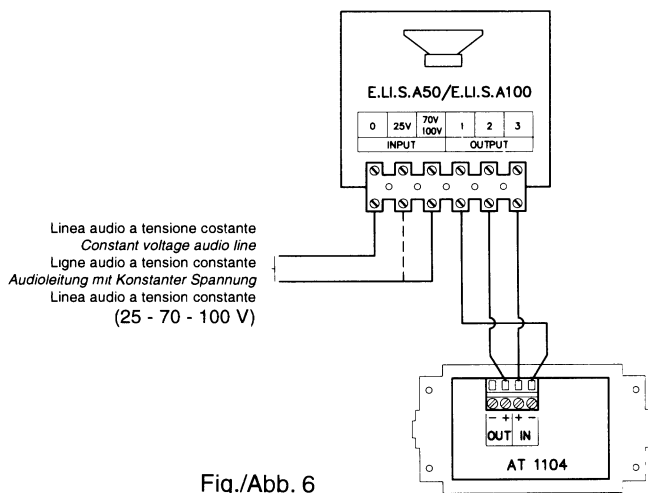 E.LI.S.A50/E.LI.S.A100
0 25V 70V 100V 1 2 3
INPUT OUTPUT
Linea audio a tensione costante
Constant voltage audio line
Ligne audio a tension constante
Audioleitung mit Konstanter Spannung
Linea audio a tension constante
(25 - 70 - 100 V)
- + + -
OUT IN
AT 1104
Fig./Abb. 6